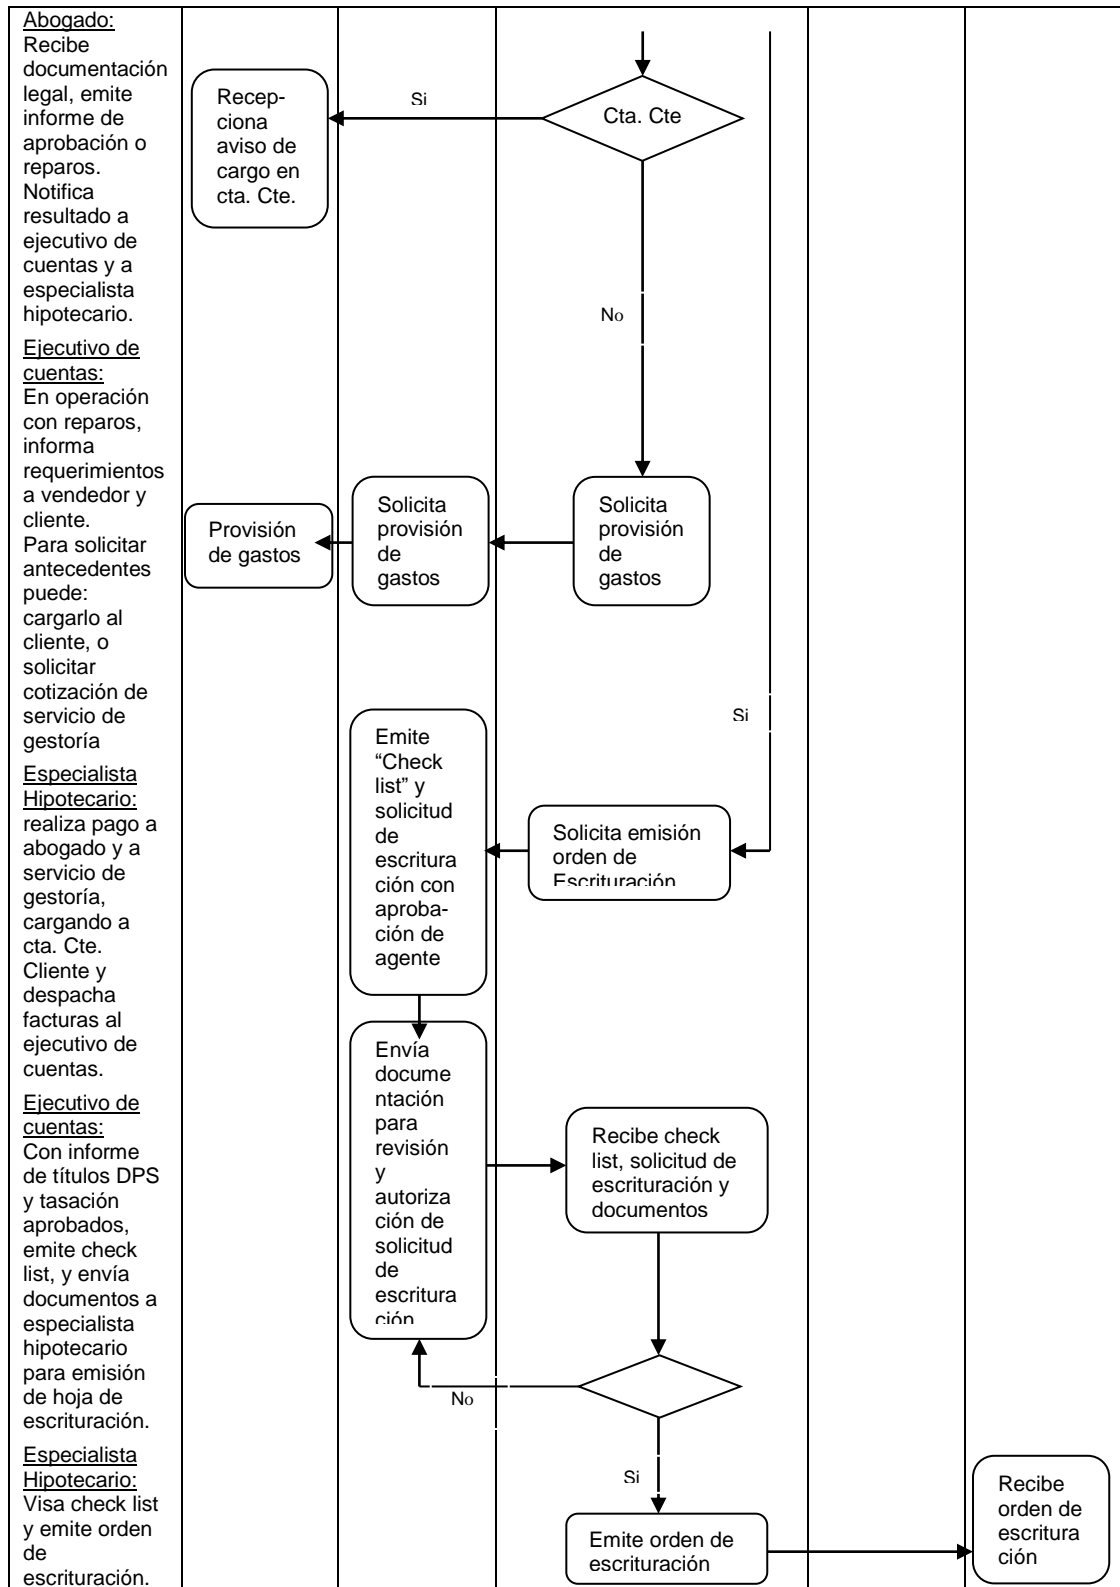 Abogado:
Recibe
documentación
legal, emite
informe de
aprobación o
reparos.
Notifica
resultado a
ejecutivo de
cuentas y a
especialista
hipotecario.
Ejecutivo de
cuentas:
En operación
con reparos,
informa
requerimientos
a vendedor y
cliente.
Para solicitar
antecedentes
puede:
cargarlo al
cliente, o
solicitar
cotización de
servicio de
gestoría
Especialista
Hipotecario:
realiza pago a
abogado y a
servicio de
gestoría,
cargando a
cta. Cte.
Cliente y
despacha
facturas al
ejecutivo de
cuentas.
Ejecutivo de
cuentas:
Con informe
de títulos DPS
y tasación
aprobados,
emite check
list, y envía
documentos a
especialista
hipotecario
para emisión
de hoja de
escrituración.
Especialista
Hipotecario:
Visa check list
y emite orden
de
escrituración.
Recep-
ciona
aviso de
cargo en
cta. Cte.
Si
Cta. Cte
No
Provisión
de gastos
Solicita
provisión
de
gastos
Solicita
provisión
de
gastos
Si
Emite
“Check
list” y
solicitud
de
escritura
ción con
aproba-
ción de
agente
Solicita emisión
orden de
Escrituración
Envía
docume
ntación
para
revisión
y
autoriza
ción de
solicitud
de
escritura
ción
Recibe check
list, solicitud de
escrituración y
documentos
No
Si
Emite orden de
escrituración
Recibe
orden de
escritura
ción